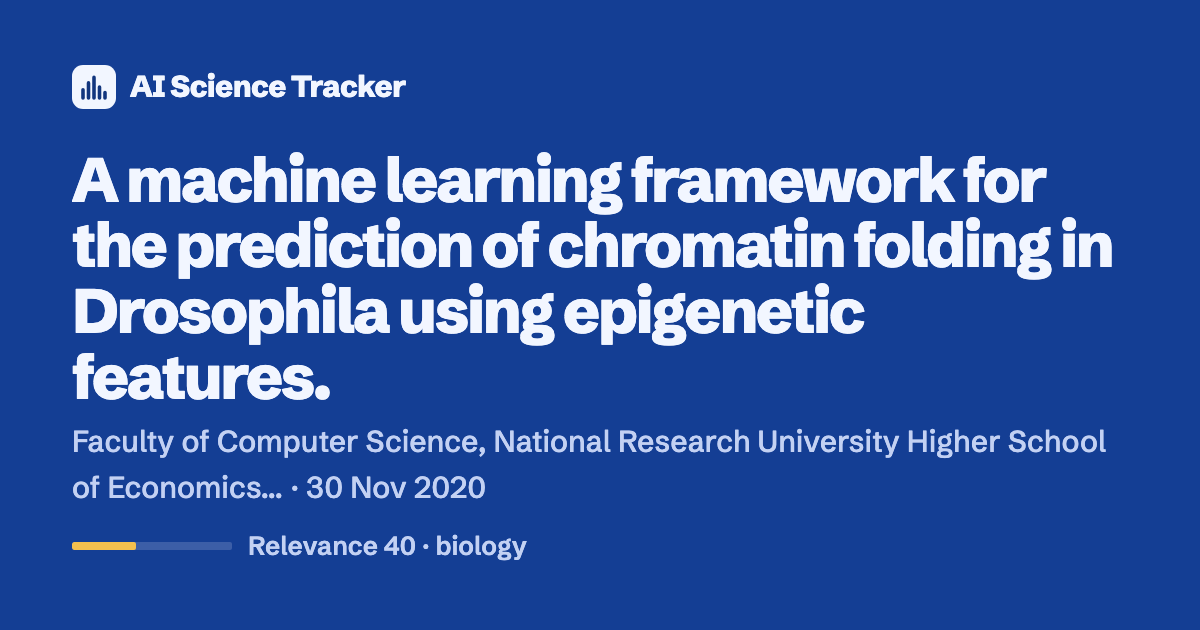 AI Science Tracker
A machine learning framework for
the prediction of chromatin folding in
Drosophila using epigenetic
features.
Faculty of Computer Science, National Research University Higher School
of Economics... · 30 Nov 2020
Relevance 40 · biology